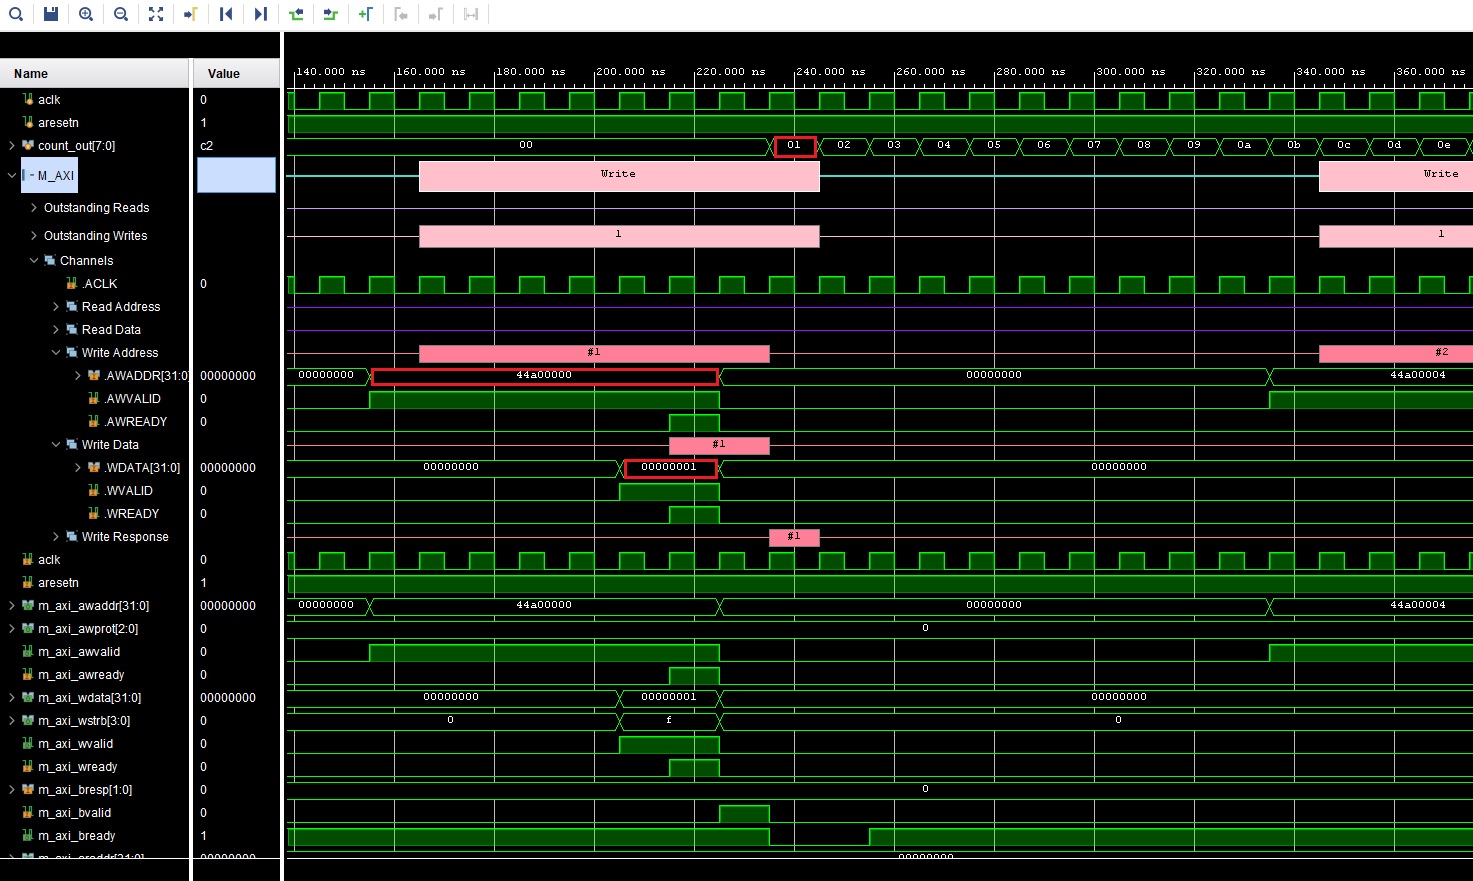 Name Value
140.000 ns 160.000 ns 180.000 ns 200.000 ns 220.000 ns 240.000 ns 260.000 ns 280.000 ns 300.000 ns 320.000 ns 340.000 ns 360.000 ns
aclk 0
aresetn 1
count_out[7:0] c2 00 01 02 03 04 05 06 07 08 09 0a 0b 0c 0d 0e
M_AXI Write Write
Outstanding Reads
Outstanding Writes 1 1
Channels
.ACLK 0
Read Address
Read Data
Write Address #1 #2
.AWADDR[31:0] 00000000 00000000 44a00000 00000000 44a00004
.AWVALID 0
.AWREADY 0
Write Data #1
.WDATA[31:0] 00000000 00000000 00000001 00000000
.WVALID 0
.WREADY 0
Write Response #1
aclk 0
aresetn 1
m_axi_awaddr[31:0] 00000000 00000000 44a00000 00000000 44a00004
m_axi_awprot[2:0] 0 0
m_axi_awvalid 0
m_axi_awready 0
m_axi_wdata[31:0] 00000000 00000000 00000001 00000000
m_axi_wstrb[3:0] 0 0 f 0
m_axi_wvalid 0
m_axi_wready 0
m_axi_bresp[1:0] 0 0
m_axi_bvalid 0
m_axi_bready 1